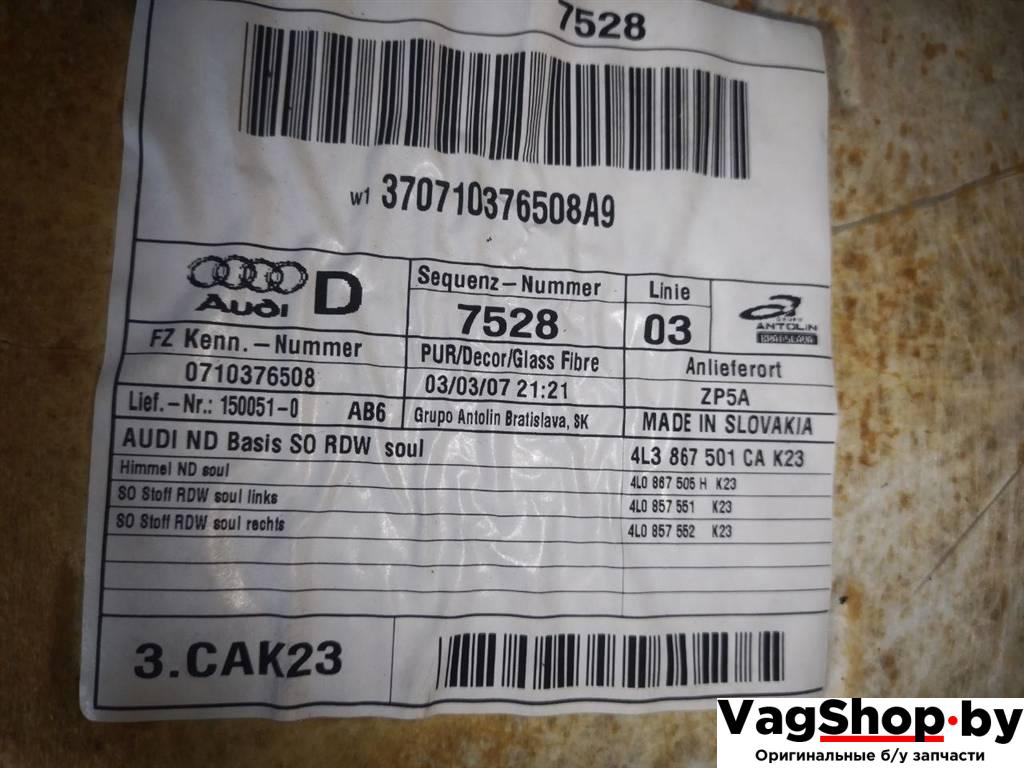 7528
w1 370710376508A9
Audi D
Sequenz-Nummer
7528
Linie
03
GRUPO
ANTOLIN
BRATISLAVA
FZ Kenn.-Nummer
0710376508
PUR/Decor/Glass Fibre
03/03/07 21:21
Anlieferort
ZP5A
Lief.-Nr.: 150051-0 AB6
Grupo Antolin Bratislava, SK
MADE IN SLOVAKIA
AUDI ND Basis SO RDW soul 4L3 867 501 CA K23
Himmel ND soul 4L0 867 505 H K23
SO Stoff RDW soul links 4L0 857 551 K23
SO Stoff RDW soul rechts 4L0 857 552 K23
3.CAK23
VagShop.by
Оригинальные б/у запчасти